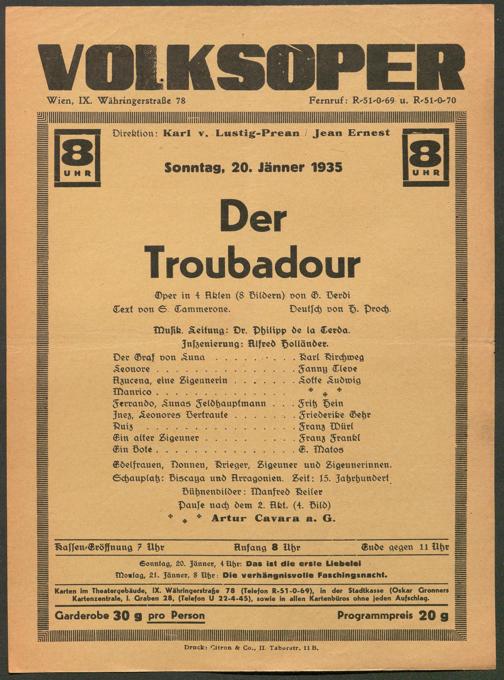 VOLKSOPER
Wien, IX. Währingerstraße 78 Fernruf: R-51-0-69 u. R-51-0-70
Direktion: Karl v. Lustig-Prean / Jean Ernest
8 UHR Sonntag, 20. Jänner 1935 8 UHR
Der
Troubadour
Oper in 4 Akten (8 Bildern) von G. Verdi
Text von S. Cammerone. Deutsch von H. Proch.
Musik. Leitung: Dr. Philipp de la Cerda.
Inszenierung: Alfred Holländer.
Der Graf von Luna . . . . . . . . . . Karl Kirchweg
Leonore . . . . . . . . . . . . . . . Fanny Cleve
Azucena, eine Zigeunerin . . . . . . . Lotte Ludwig
Manrico . . . . . . . . . . . . . . . * * *
Ferrando, Lunas Feldhauptmann . . . . Fritz Hein
Inez, Leonores Vertraute . . . . . . . Friederike Gehr
Ruiz . . . . . . . . . . . . . . . . Franz Würl
Ein alter Zigeuner . . . . . . . . . . Franz Frankl
Ein Bote . . . . . . . . . . . . . . . E. Matos
Edelfrauen, Nonnen, Krieger, Zigeuner und Zigeunerinnen.
Schauplatz: Biscaya und Arragonien. Zeit: 15. Jahrhundert.
Bühnenbilder: Manfred Reiler
Pause nach dem 2. Akt. (4. Bild)
* * * Artur Cavara a. G.
Kassen-Eröffnung 7 Uhr Anfang 8 Uhr Ende gegen 11 Uhr
Sonntag, 20. Jänner, 4 Uhr: Das ist die erste Liebelei
Montag, 21. Jänner, 8 Uhr: Die verhängnisvolle Faschingsnacht.
Karten im Theatergebäude, IX. Währingerstraße 78 (Telefon R-51-0-69), in der Stadtkasse (Oskar Gronners
Kartenzentrale, I. Graben 28, (Telefon U 22-4-45), sowie in allen Kartenbüros ohne jeden Aufschlag.
Garderobe 30 g pro Person Programmpreis 20 g
Druck: Citron & Co., II. Taborstr. 11 B.